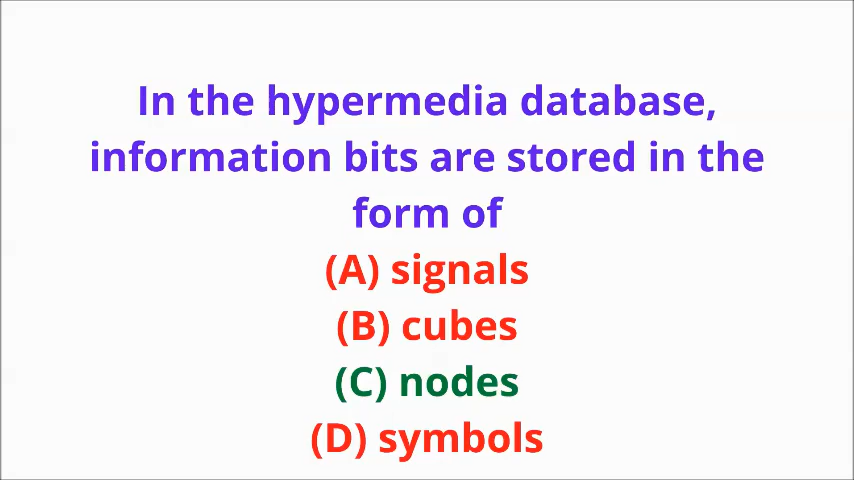 In the hypermedia database,
information bits are stored in the
form of
(A) signals
(B) cubes
(C) nodes
(D) symbols